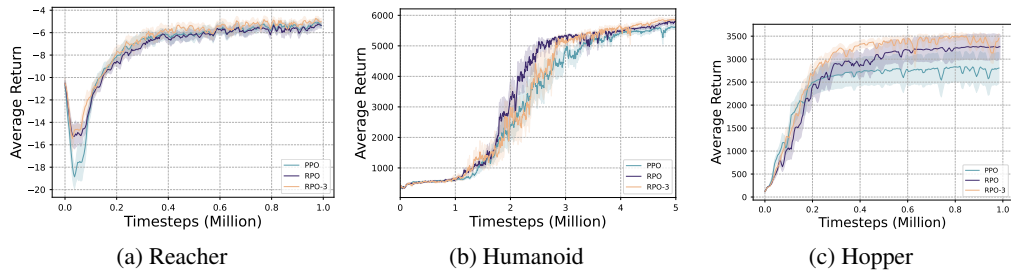 Average Return
−4
−6
−8
−10
−12
−14
−16
−18
−20
0.0 0.2 0.4 0.6 0.8 1.0
Timesteps (Million)
PPO
RPO
RPO-3
(a) Reacher
Average Return
6000
5000
4000
3000
2000
1000
0 1 2 3 4 5
Timesteps (Million)
PPO
RPO
RPO-3
(b) Humanoid
Average Return
3500
3000
2500
2000
1500
1000
500
0
0.0 0.2 0.4 0.6 0.8 1.0
Timesteps (Million)
PPO
RPO
RPO-3
(c) Hopper